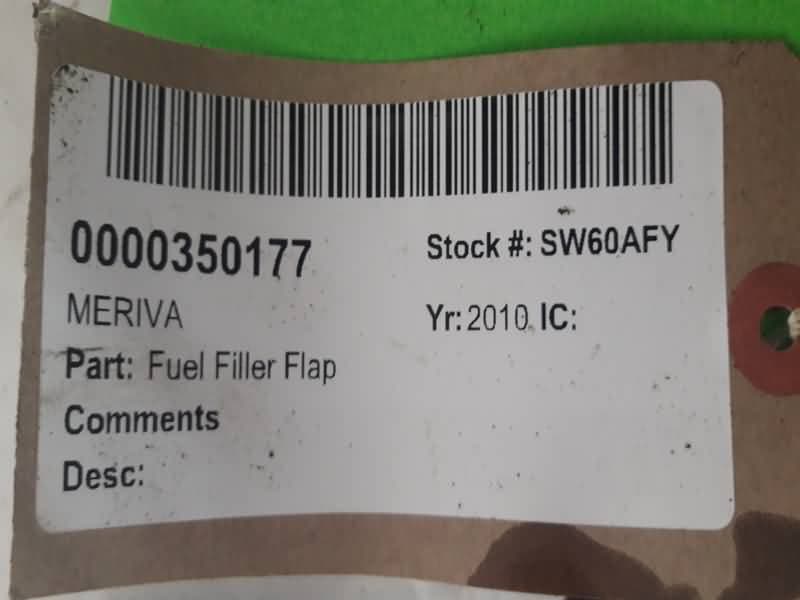 0000350177
Stock #: SW60AFY
MERIVA
Yr: 2010 IC:
Part: Fuel Filler Flap
Comments
Desc: